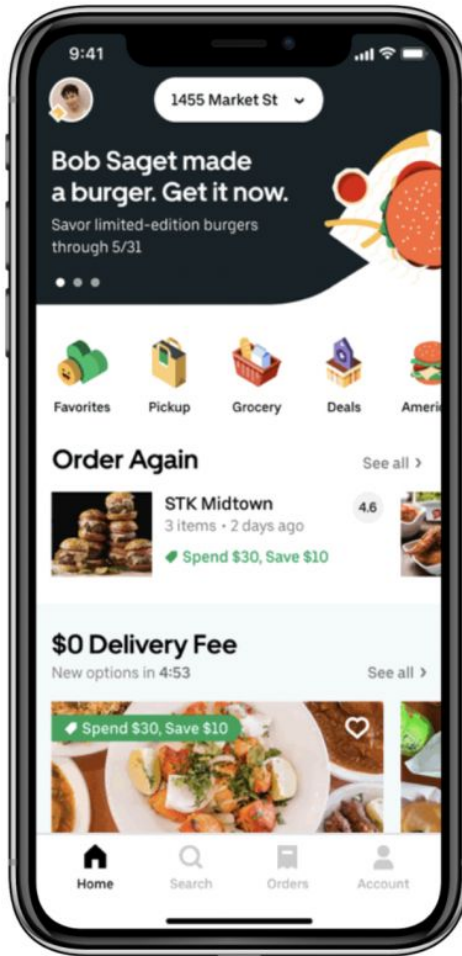 9:41
1455 Market St
Bob Saget made
a burger. Get it now.
Savor limited-edition burgers
through 5/31
Favorites Pickup Grocery Deals Ameri
Order Again See all
STK Midtown 4.6
3 items • 2 days ago
Spend $30, Save $10
$0 Delivery Fee
New options in 4:53 See all
Spend $30, Save $10
Home Search Orders Account